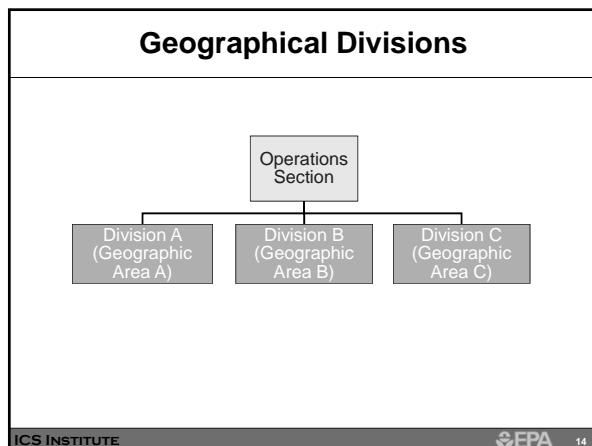 Geographical Divisions
Operations
Section
Division A
(Geographic
Area A)
Division B
(Geographic
Area B)
Division C
(Geographic
Area C)
ICS INSTITUTE
EPA 14